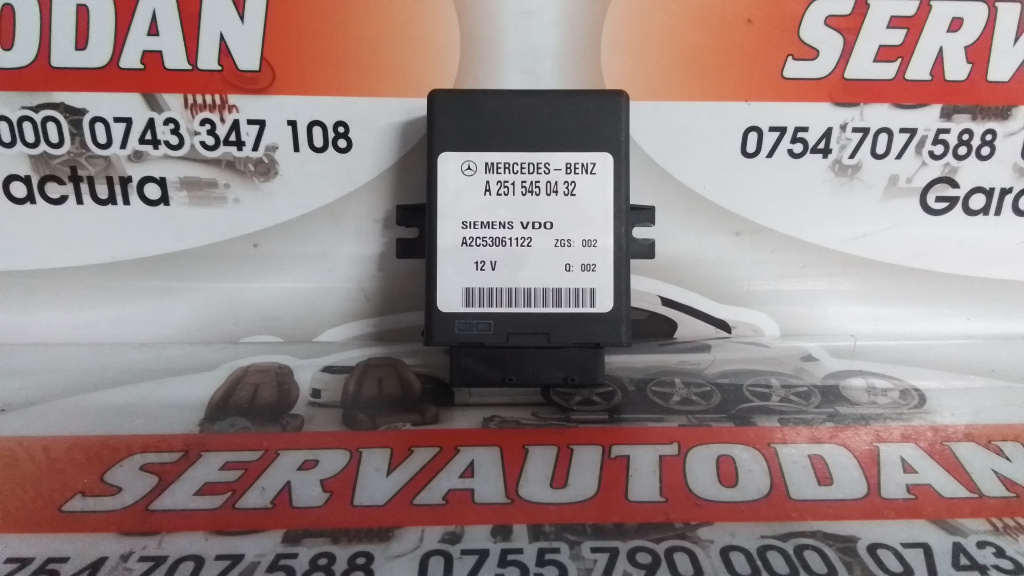 ODAN
SERV
000 0743 347 108
0754 707 588
actura
Gara
MERCEDES-BENZ
A 251 545 04 32
SIEMENS VDO
A2C53061122 ZGS: 002
12 V Q: 002
SERVAUTODAN
0754 707 588 0755 790 000 0743